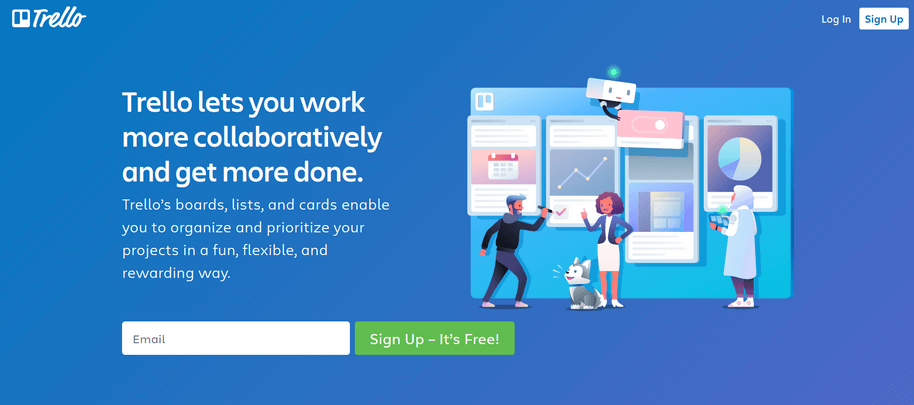 Trello
Log In
Sign Up
Trello lets you work
more collaboratively
and get more done.
Trello's boards, lists, and cards enable
you to organize and prioritize your
projects in a fun, flexible, and
rewarding way.
Email
Sign Up – It's Free!